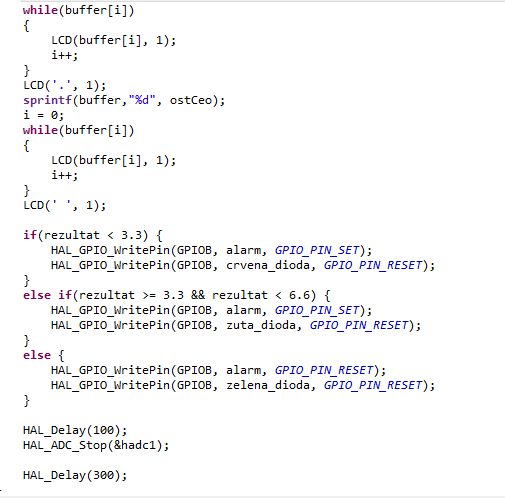 while(buffer[i])
{
    LCD(buffer[i], 1);
    i++;
}
LCD('.', 1);
sprintf(buffer,"%d", ostCeo);
i = 0;
while(buffer[i])
{
    LCD(buffer[i], 1);
    i++;
}
LCD(' ', 1);

if(rezultat < 3.3) {
    HAL_GPIO_WritePin(GPIOB, alarm, GPIO_PIN_SET);
    HAL_GPIO_WritePin(GPIOB, crvena_dioda, GPIO_PIN_RESET);
}
else if(rezultat >= 3.3 && rezultat < 6.6) {
    HAL_GPIO_WritePin(GPIOB, alarm, GPIO_PIN_SET);
    HAL_GPIO_WritePin(GPIOB, zuta_dioda, GPIO_PIN_RESET);
}
else {
    HAL_GPIO_WritePin(GPIOB, alarm, GPIO_PIN_RESET);
    HAL_GPIO_WritePin(GPIOB, zelena_dioda, GPIO_PIN_RESET);
}

HAL_Delay(100);
HAL_ADC_Stop(&hadc1);

HAL_Delay(300);